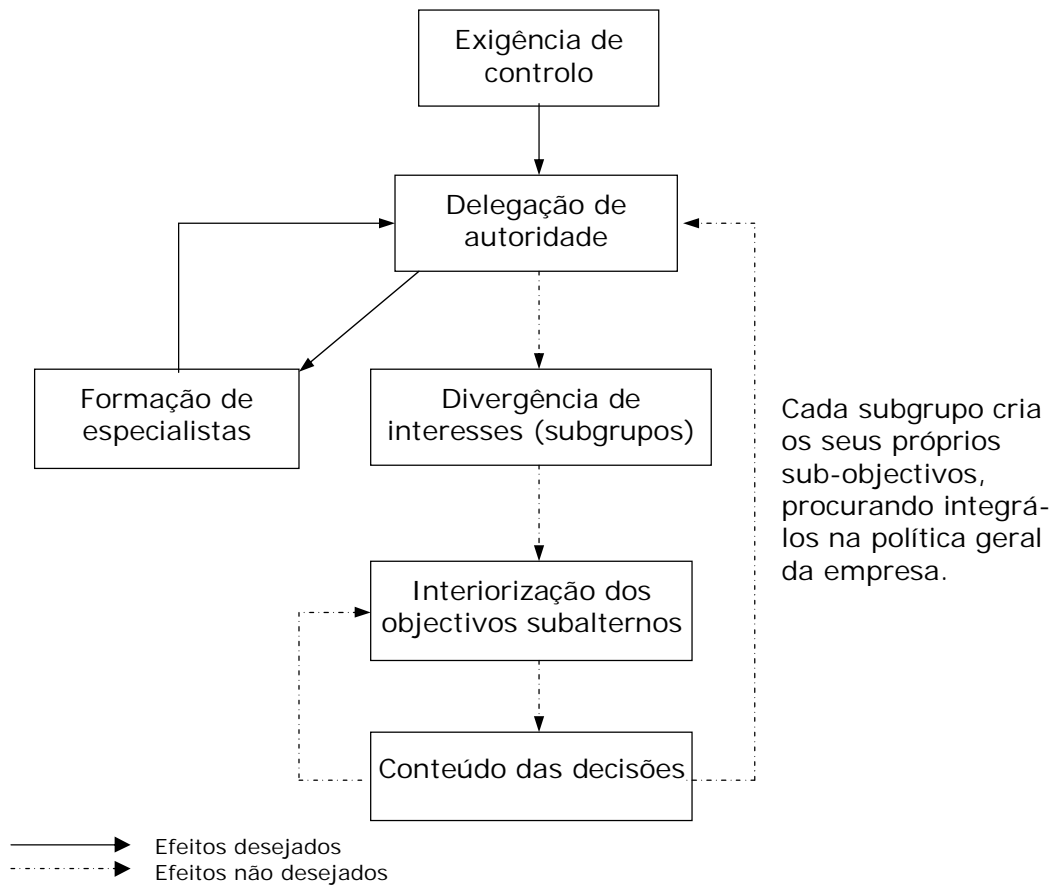 Exigência de
controlo
Delegação de
autoridade
Formação de
especialistas
Divergência de
interesses (subgrupos)
Cada subgrupo cria
os seus próprios
sub-objectivos,
procurando integrá-
los na política geral
da empresa.
Interiorização dos
objectivos subalternos
Conteúdo das decisões
Efeitos desejados
Efeitos não desejados